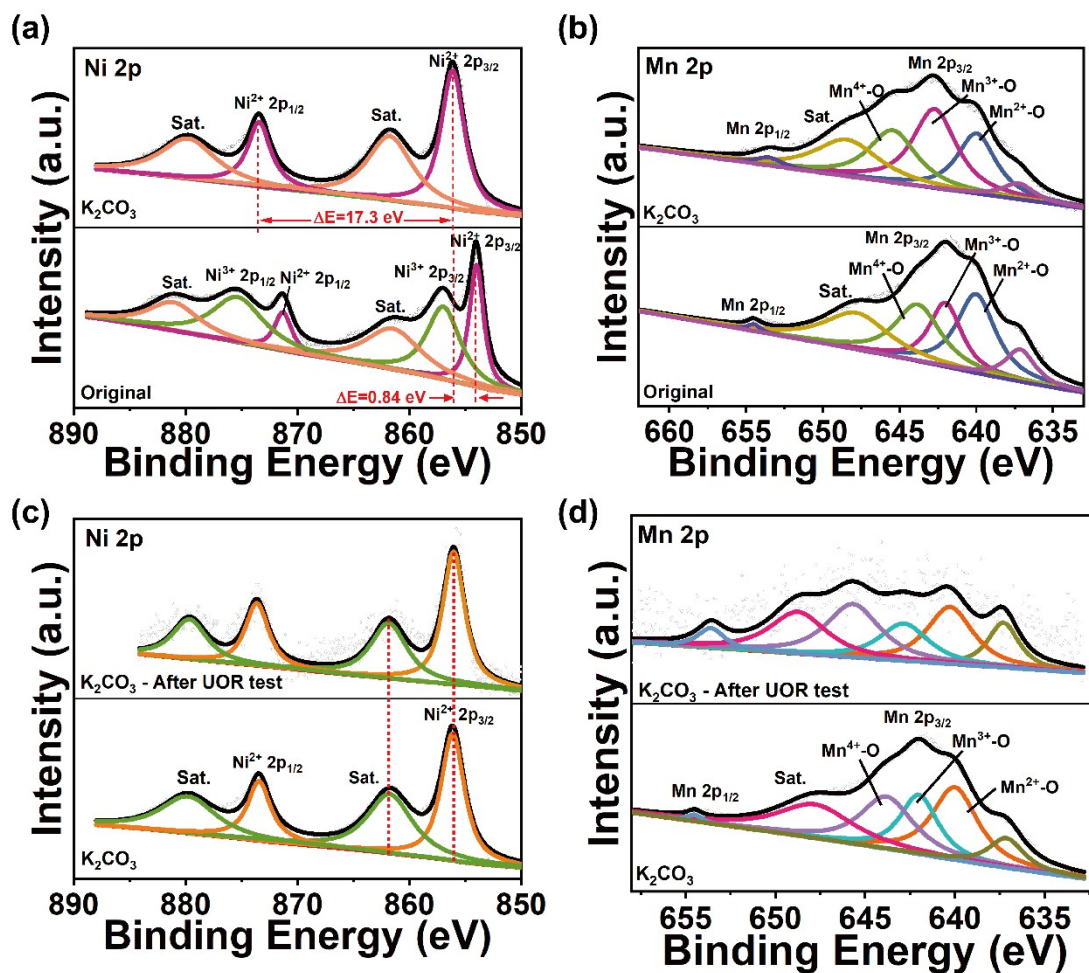 (a)
Ni 2p
Ni²⁺ 2p₃/₂
Ni²⁺ 2p₁/₂
Sat.
Sat.
K₂CO₃
ΔE=17.3 eV
Ni²⁺ 2p₃/₂
Ni³⁺ 2p₁/₂
Ni²⁺ 2p₁/₂
Ni³⁺ 2p₃/₂
Sat.
Sat.
Original
ΔE=0.84 eV
Intensity (a.u.)
890 880 870 860 850
Binding Energy (eV)
(b)
Mn 2p
Mn 2p₃/₂
Mn⁴⁺-O
Mn³⁺-O
Mn²⁺-O
Sat.
Mn 2p₁/₂
K₂CO₃
Mn 2p₃/₂
Mn³⁺-O
Mn⁴⁺-O
Mn²⁺-O
Sat.
Mn 2p₁/₂
Original
Intensity (a.u.)
660 655 650 645 640 635
Binding Energy (eV)
(c)
Ni 2p
K₂CO₃ - After UOR test
Ni²⁺ 2p₃/₂
Ni²⁺ 2p₁/₂
Sat.
Sat.
K₂CO₃
Intensity (a.u.)
890 880 870 860 850
Binding Energy (eV)
(d)
Mn 2p
K₂CO₃ - After UOR test
Mn 2p₃/₂
Mn⁴⁺-O
Mn³⁺-O
Mn²⁺-O
Sat.
Mn 2p₁/₂
K₂CO₃
Intensity (a.u.)
655 650 645 640 635
Binding Energy (eV)